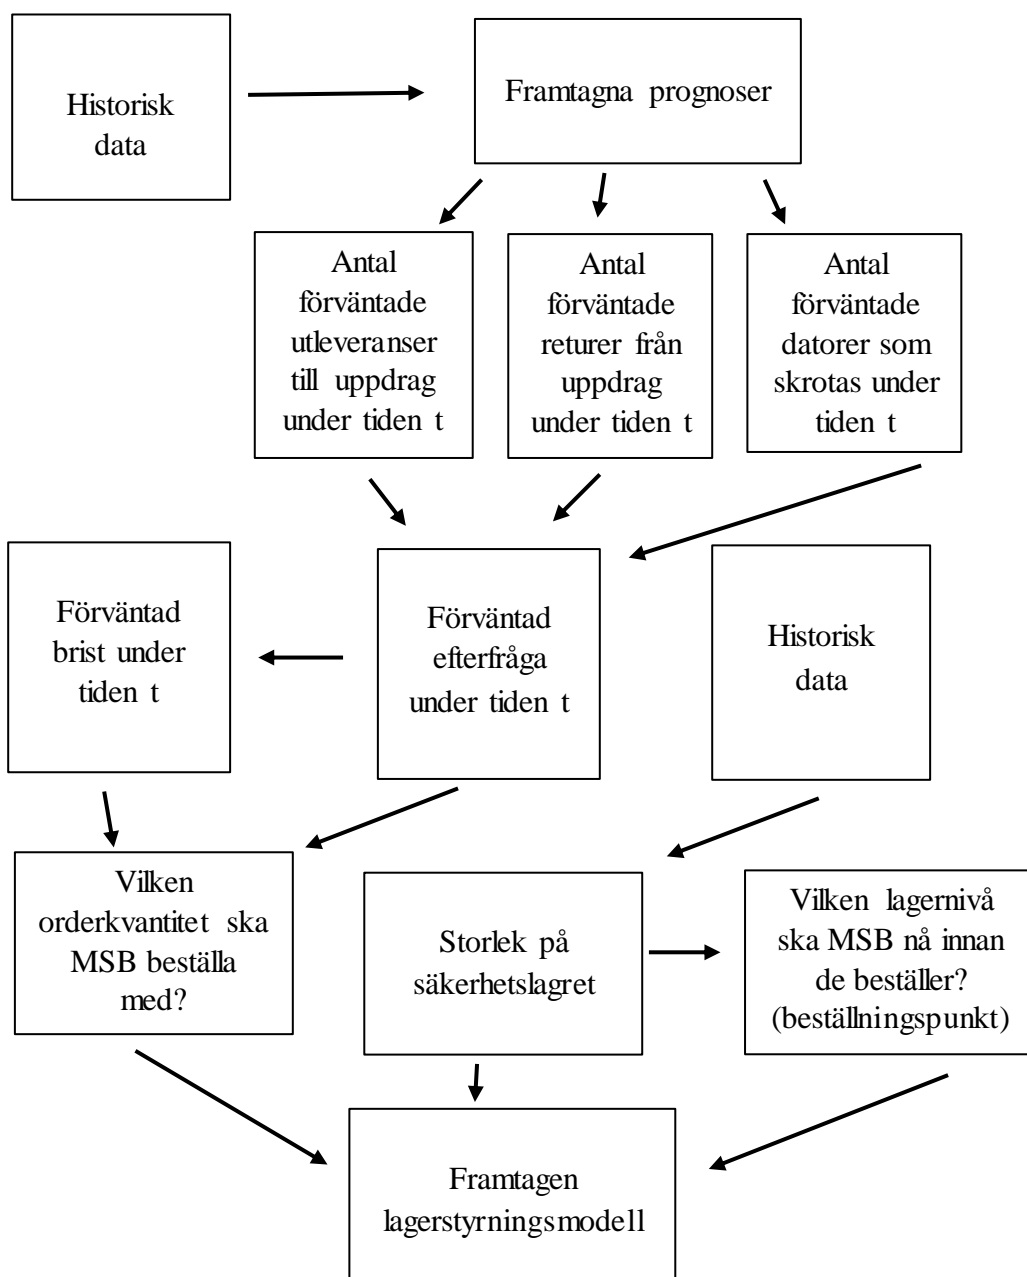 Historisk
data
Framtagna prognoser
Antal
förväntade
utleveranser
till uppdrag
under tiden t
Antal
förväntade
returer från
uppdrag
under tiden t
Antal
förväntade
datorer som
skrotas under
tiden t
Förväntad
brist under
tiden t
Förväntad
efterfråga
under tiden t
Historisk
data
Vilken
orderkvantitet ska
MSB beställa
med?
Storlek på
säkerhetslagret
Vilken lagernivå
ska MSB nå innan
de beställer?
(beställningspunkt)
Framtagen
lagerstyrningsmodell